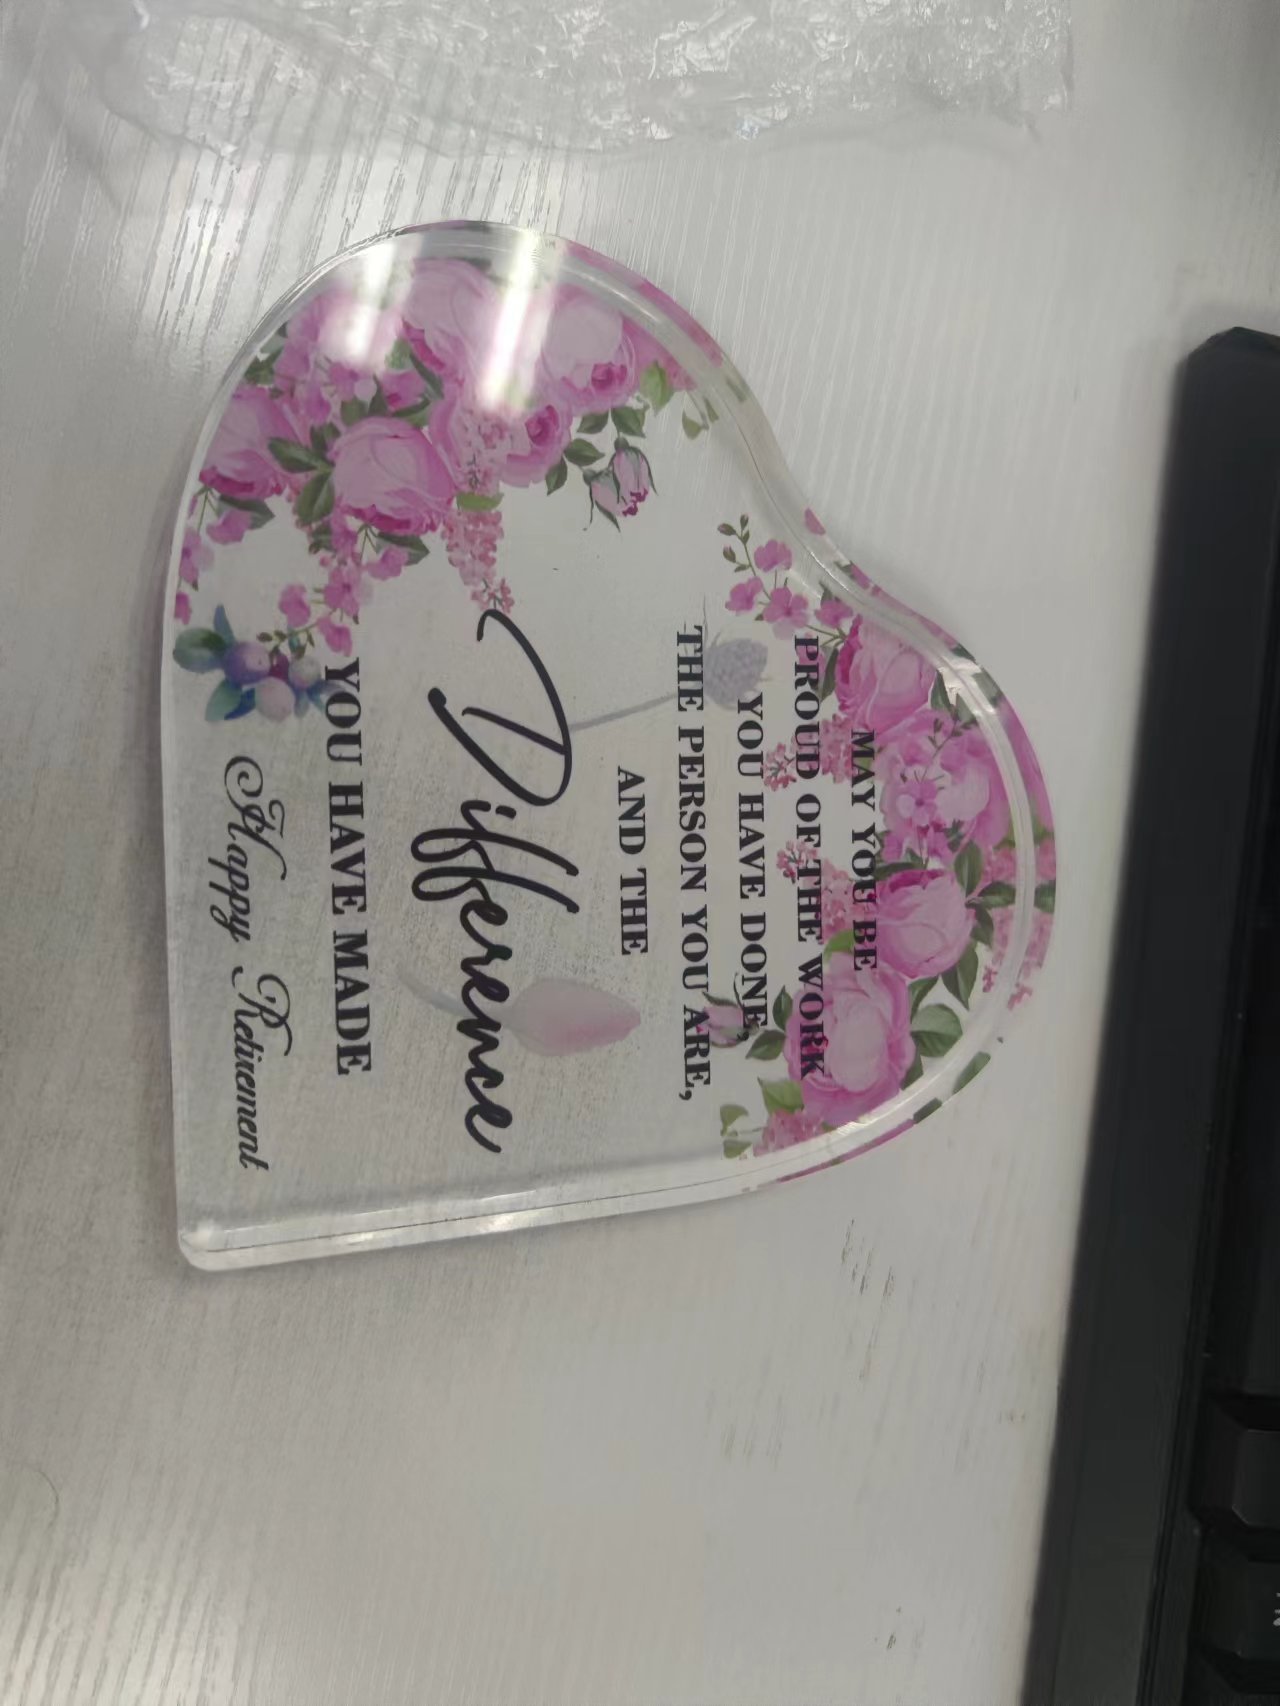 MAY YOU BE
PROUD OF THE WORK
YOU HAVE DONE,
THE PERSON YOU ARE,
AND THE
Difference
YOU HAVE MADE
Happy Retirement